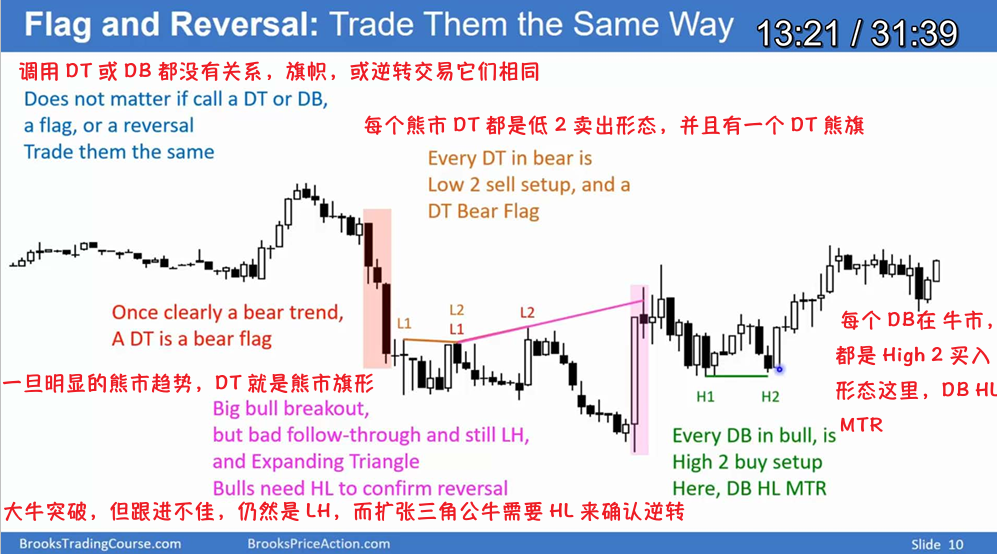 Flag and Reversal: Trade Them the Same Way
13:21 / 31:39
调用 DT 或 DB 都没有关系，旗帜，或逆转交易它们相同
Does not matter if call a DT or DB,
a flag, or a reversal
Trade them the same
每个熊市 DT 都是低 2 卖出形态，并且有一个 DT 熊旗
Every DT in bear is
Low 2 sell setup, and a
DT Bear Flag
Once clearly a bear trend,
A DT is a bear flag
L1
L2
L1
L2
一旦明显的熊市趋势，DT 就是熊市旗形
Big bull breakout,
but bad follow-through and still LH,
and Expanding Triangle
Bulls need HL to confirm reversal
大牛突破，但跟进不佳，仍然是 LH，而扩张三角公牛需要 HL 来确认逆转
H1
H2
Every DB in bull, is
High 2 buy setup
Here, DB HL MTR
每个 DB在 牛市，
都是 High 2 买入
形态这里，DB HL
MTR
BrooksTradingCourse.com
BrooksPriceAction.com
Slide 10